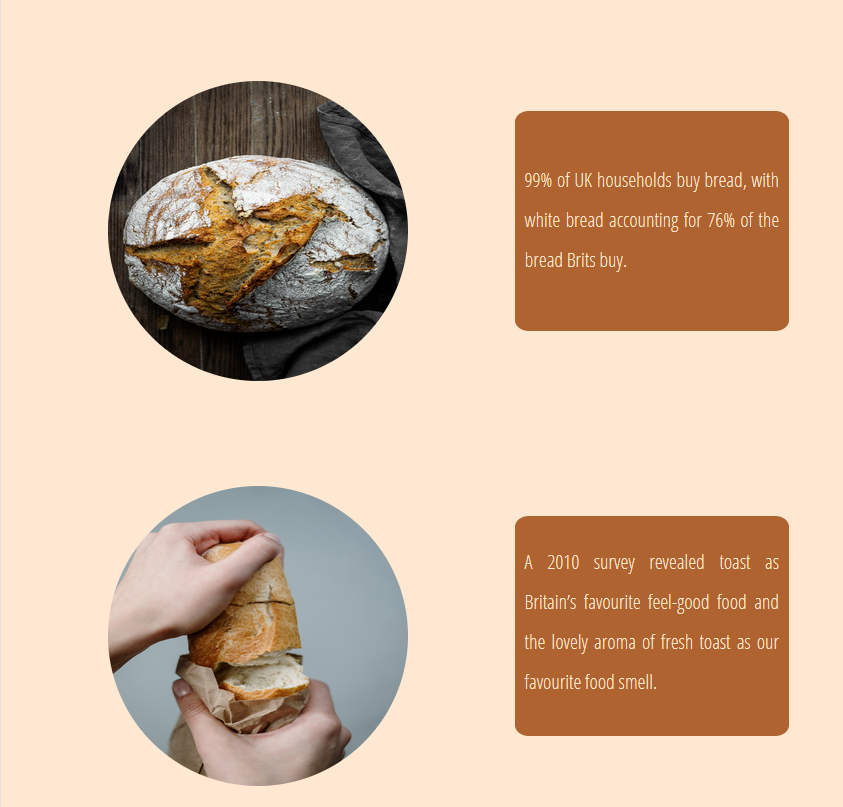 99% of UK households buy bread, with
white bread accounting for 76% of the
bread Brits buy.
A 2010 survey revealed toast as
Britain’s favourite feel-good food and
the lovely aroma of fresh toast as our
favourite food smell.